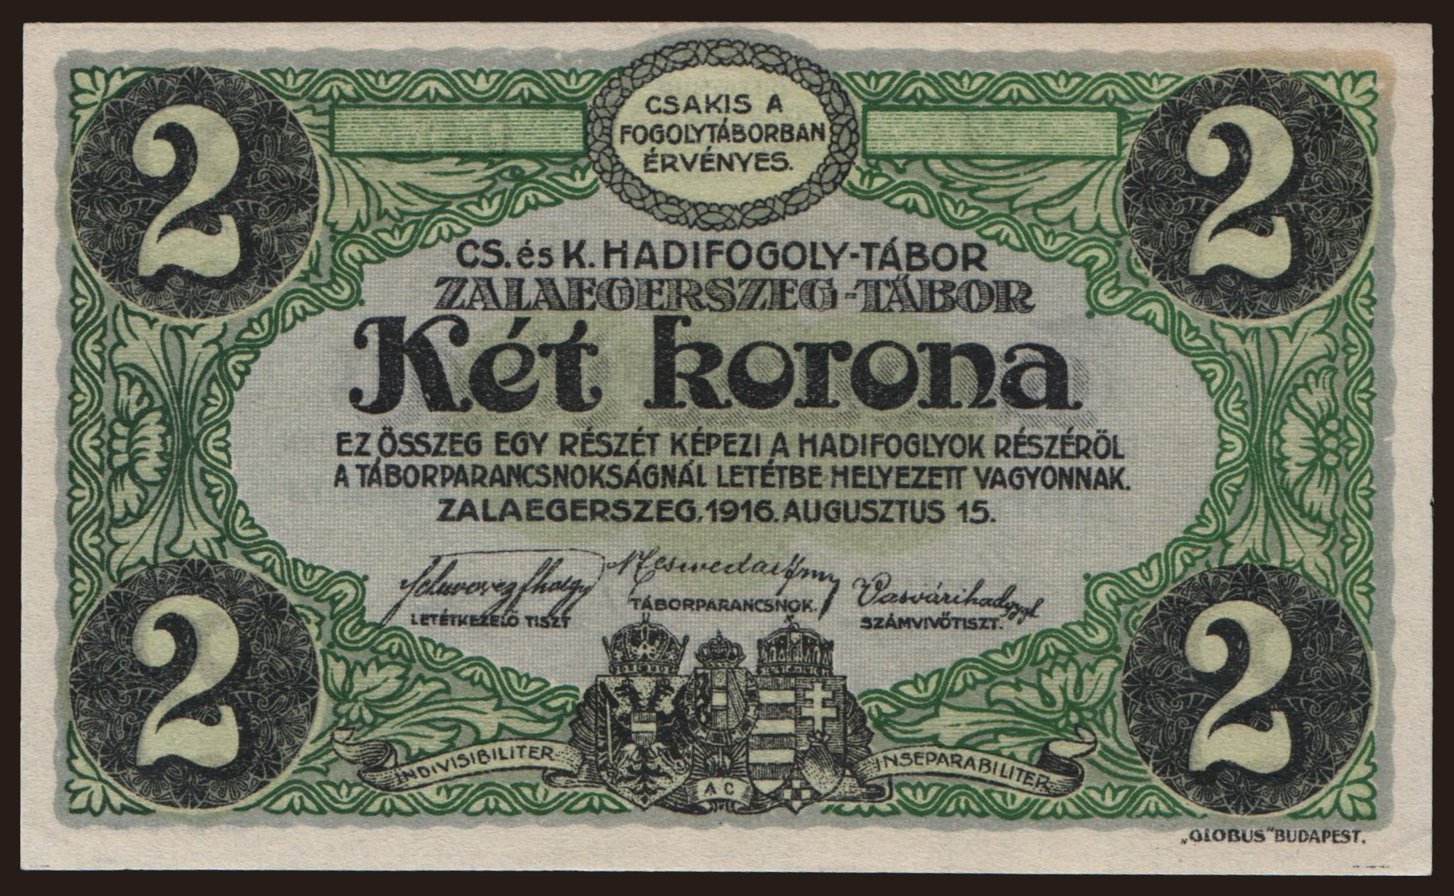 2
2
CSAKIS A
FOGOLYTÁBORBAN
ÉRVÉNYES.
CS. és K. HADIFOGOLY-TÁBOR
ZALAEGERSZEG-TÁBOR
Két korona
EZ ÖSSZEG EGY RÉSZÉT KÉPEZI A HADIFOGLYOK RÉSZÉRŐL
A TÁBORPARANCSNOKSÁGNÁL LETÉTBE HELYEZETT VAGYONNAK.
ZALAEGERSZEG, 1916. AUGUSZTUS 15.
LETÉTKEZELŐ TISZT
TÁBORPARANCSNOK.
SZÁMVIVŐTISZT.
2
2
INDIVISIBILITER
AC
INSEPARABILITER
„GLOBUS" BUDAPEST.